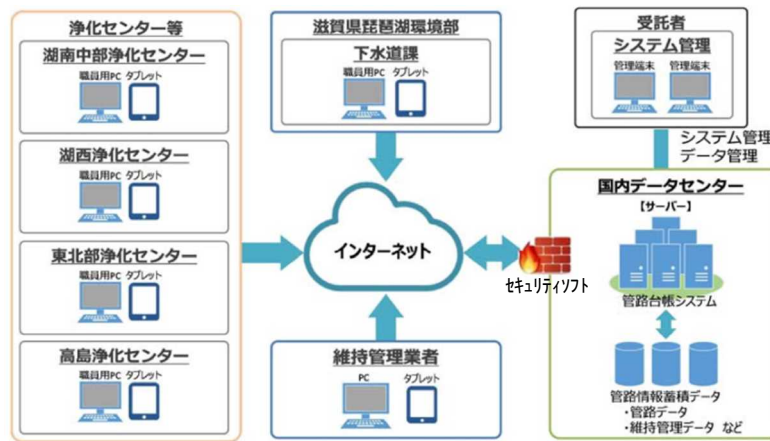 浄化センター等
湖南中部浄化センター
職員用PC タブレット
湖西浄化センター
職員用PC タブレット
東北部浄化センター
職員用PC タブレット
高島浄化センター
職員用PC タブレット
滋賀県琵琶湖環境部
下水道課
職員用PC タブレット
インターネット
維持管理業者
PC タブレット
受託者
システム管理
管理端末 管理端末
システム管理
データ管理
セキュリティソフト
国内データセンター
【サーバー】
管路台帳システム
管路情報蓄積データ
・管路データ
・維持管理データ など